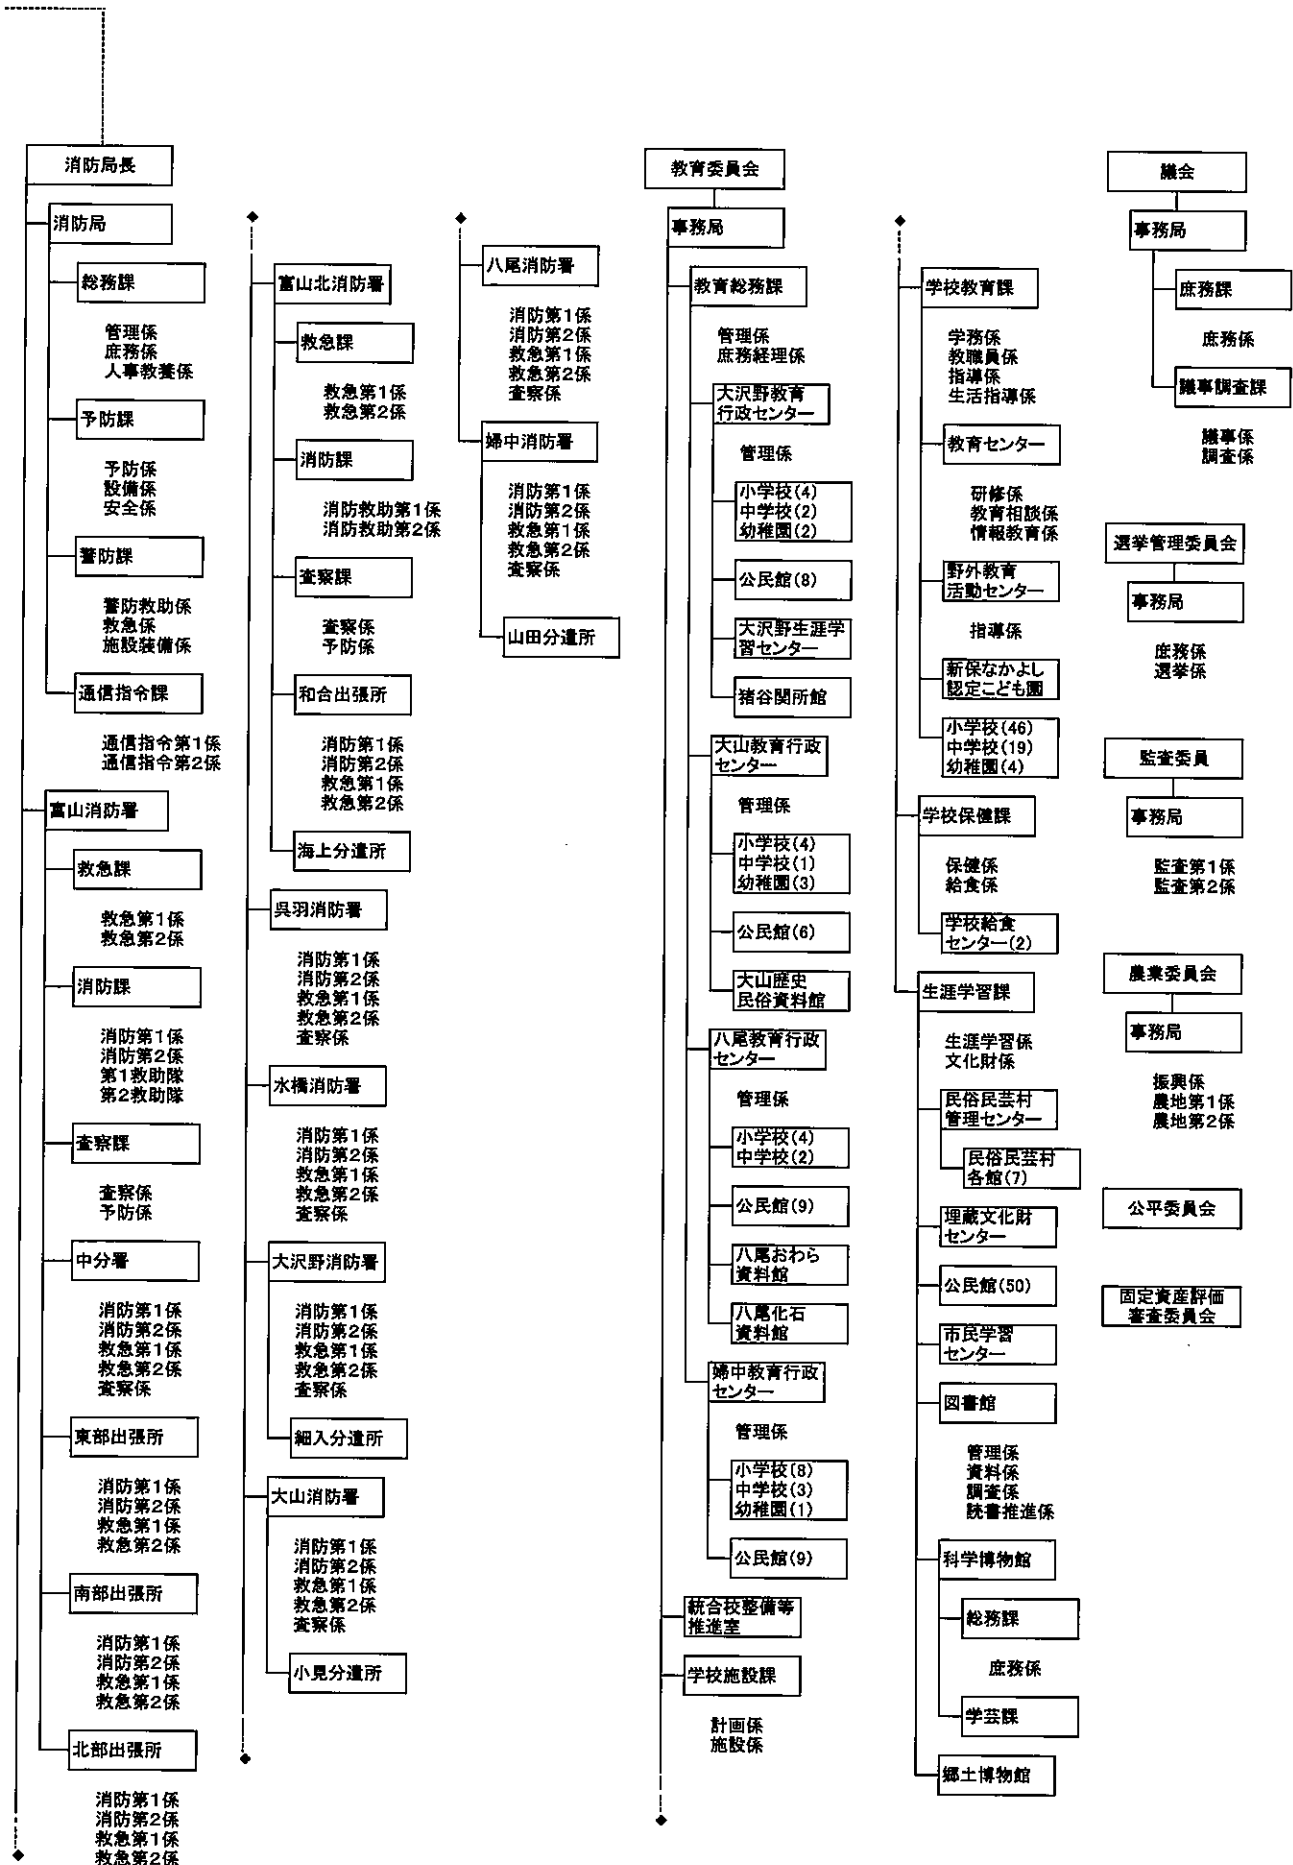 消防局長
消防局
総務課
管理係
庶務係
人事教養係
予防課
予防係
設備係
安全係
警防課
警防救助係
救急係
施設装備係
通信指令課
通信指令第1係
通信指令第2係
富山消防署
救急課
救急第1係
救急第2係
消防課
消防第1係
消防第2係
第1救助隊
第2救助隊
査察課
査察係
予防係
中分署
消防第1係
消防第2係
救急第1係
救急第2係
査察係
東部出張所
消防第1係
消防第2係
救急第1係
救急第2係
南部出張所
消防第1係
消防第2係
救急第1係
救急第2係
北部出張所
消防第1係
消防第2係
救急第1係
救急第2係
富山北消防署
救急課
救急第1係
救急第2係
消防課
消防救助第1係
消防救助第2係
査察課
査察係
予防係
和合出張所
消防第1係
消防第2係
救急第1係
救急第2係
海上分遣所
呉羽消防署
消防第1係
消防第2係
救急第1係
救急第2係
査察係
水橋消防署
消防第1係
消防第2係
救急第1係
救急第2係
査察係
大沢野消防署
消防第1係
消防第2係
救急第1係
救急第2係
査察係
細入分遣所
大山消防署
消防第1係
消防第2係
救急第1係
救急第2係
査察係
小見分遣所
八尾消防署
消防第1係
消防第2係
救急第1係
救急第2係
査察係
婦中消防署
消防第1係
消防第2係
救急第1係
救急第2係
査察係
山田分遣所
教育委員会
事務局
教育総務課
管理係
庶務経理係
大沢野教育
行政センター
管理係
小学校(4)
中学校(2)
幼稚園(2)
公民館(8)
大沢野生涯学
習センター
猪谷関所館
大山教育行政
センター
管理係
小学校(4)
中学校(1)
幼稚園(3)
公民館(6)
大山歴史
民俗資料館
八尾教育行政
センター
管理係
小学校(4)
中学校(2)
公民館(9)
八尾おわら
資料館
八尾化石
資料館
婦中教育行政
センター
管理係
小学校(8)
中学校(3)
幼稚園(1)
公民館(9)
統合校整備等
推進室
学校施設課
計画係
施設係
学校教育課
学務係
教職員係
指導係
生活指導係
教育センター
研修係
教育相談係
情報教育係
野外教育
活動センター
指導係
新保なかよし
認定こども園
小学校(46)
中学校(19)
幼稚園(4)
学校保健課
保健係
給食係
学校給食
センター(2)
生涯学習課
生涯学習係
文化財係
民俗民芸村
管理センター
民俗民芸村
各館(7)
埋蔵文化財
センター
公民館(50)
市民学習
センター
図書館
管理係
資料係
調査係
読書推進係
科学博物館
総務課
庶務係
学芸課
郷土博物館
議会
事務局
庶務課
庶務係
議事調査課
議事係
調査係
選挙管理委員会
事務局
庶務係
選挙係
監査委員
事務局
監査第1係
監査第2係
農業委員会
事務局
振興係
農地第1係
農地第2係
公平委員会
固定資産評価
審査委員会